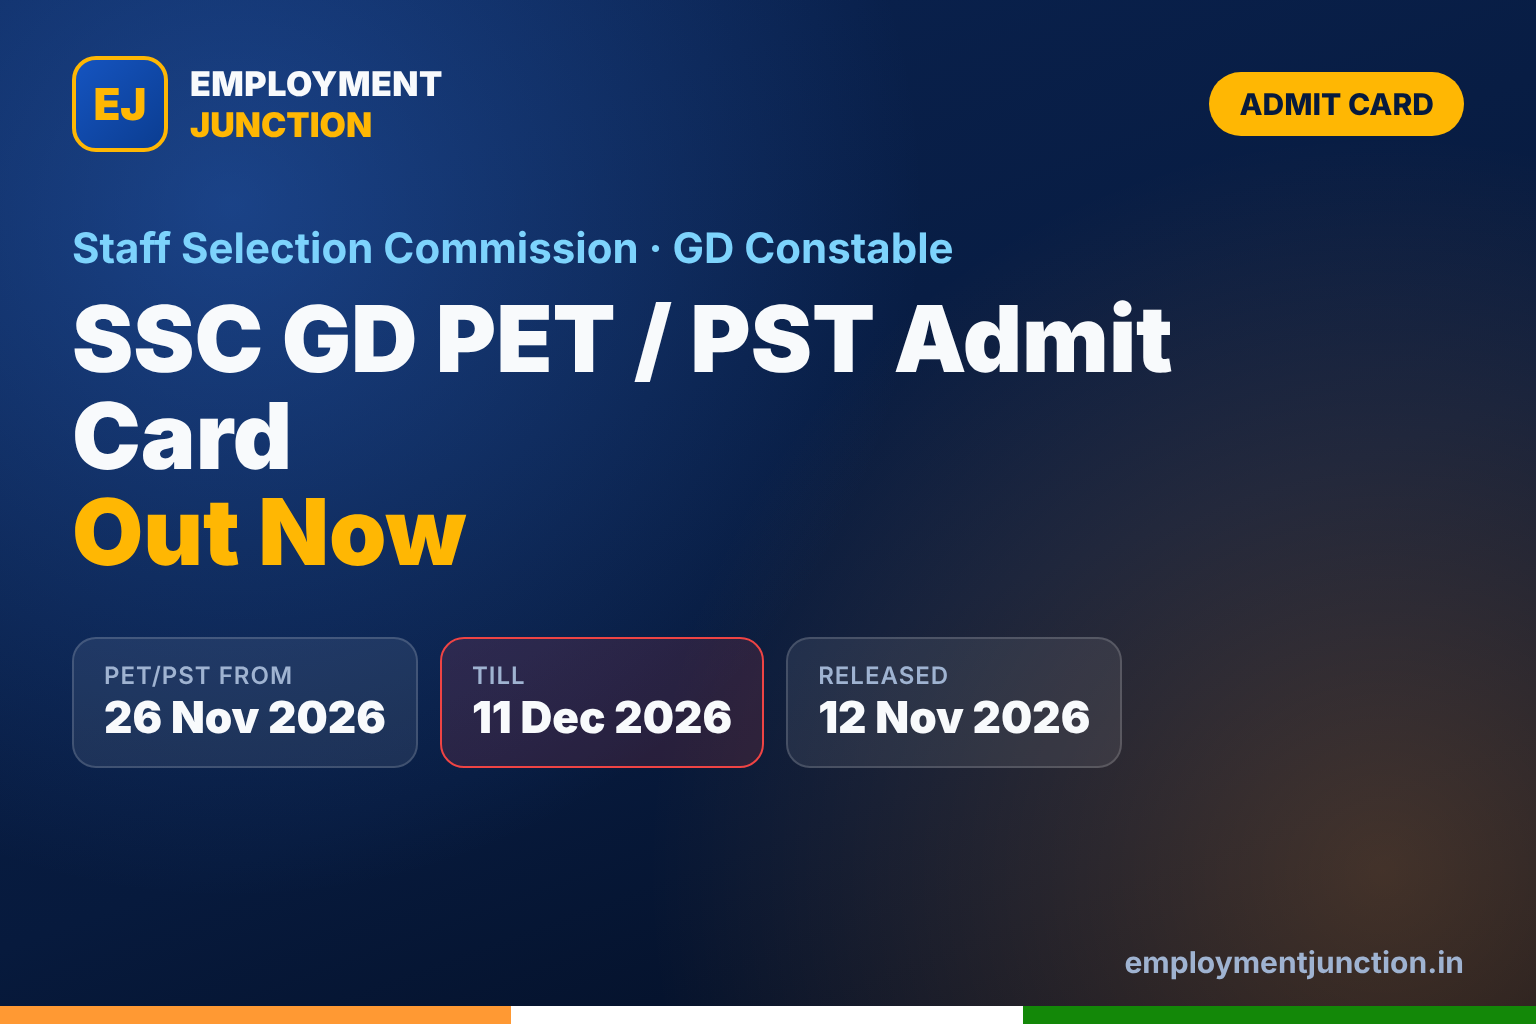 EJ
EMPLOYMENT
JUNCTION
ADMIT CARD
Staff Selection Commission · GD Constable
SSC GD PET / PST Admit
Card
Out Now
PET/PST FROM
26 Nov 2026
TILL
11 Dec 2026
RELEASED
12 Nov 2026
employmentjunction.in